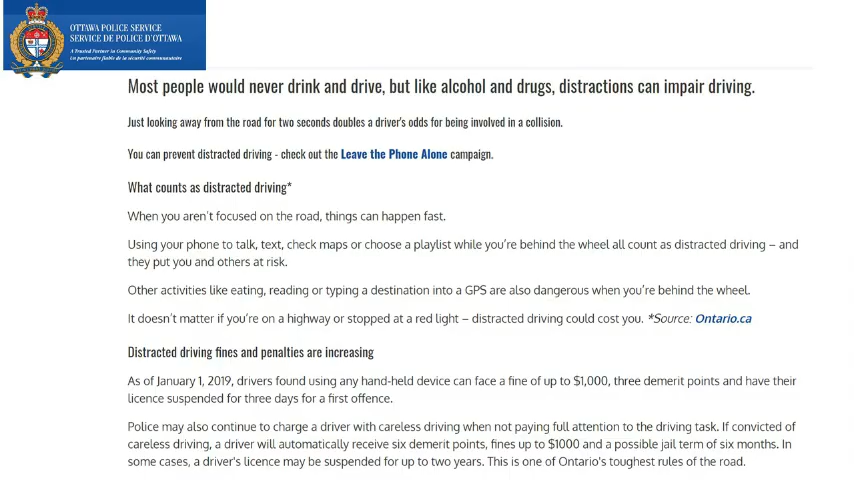 OTTAWA POLICE SERVICE
SERVICE DE POLICE D'OTTAWA
A Trusted Partner in Community Safety
Un partenaire fiable de la sécurité communautaire
Most people would never drink and drive, but like alcohol and drugs, distractions can impair driving.
Just looking away from the road for two seconds doubles a driver's odds for being involved in a collision.
You can prevent distracted driving - check out the Leave the Phone Alone campaign.
What counts as distracted driving*
When you aren’t focused on the road, things can happen fast.
Using your phone to talk, text, check maps or choose a playlist while you’re behind the wheel all count as distracted driving – and
they put you and others at risk.
Other activities like eating, reading or typing a destination into a GPS are also dangerous when you’re behind the wheel.
It doesn’t matter if you’re on a highway or stopped at a red light – distracted driving could cost you. *Source: Ontario.ca
Distracted driving fines and penalties are increasing
As of January 1, 2019, drivers found using any hand-held device can face a fine of up to $1,000, three demerit points and have their
licence suspended for three days for a first offence.
Police may also continue to charge a driver with careless driving when not paying full attention to the driving task. If convicted of
careless driving, a driver will automatically receive six demerit points, fines up to $1000 and a possible jail term of six months. In
some cases, a driver's licence may be suspended for up to two years. This is one of Ontario's toughest rules of the road.